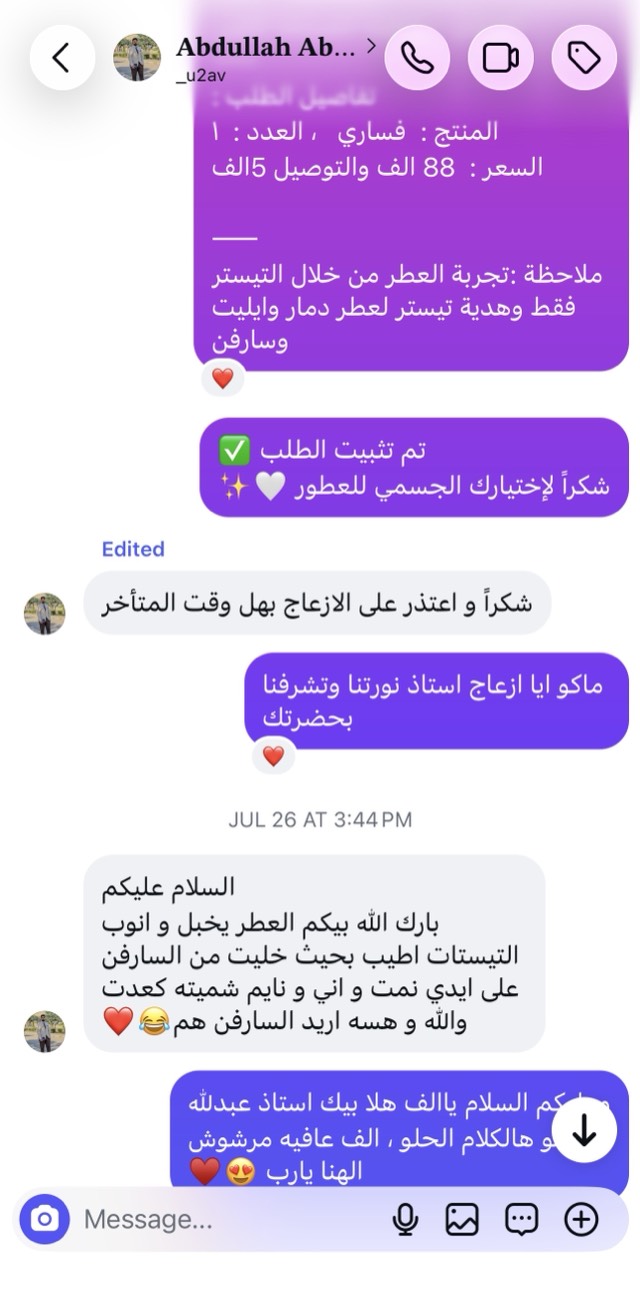 Abdullah Ab...
_u2av
تفاصيل الطلب :
المنتج : فساري ، العدد : ١
السعر : 88 الف والتوصيل 5الف
ملاحظة :تجربة العطر من خلال التيستر
فقط وهدية تيستر لعطر دمار وايليت
وسارفن
تم تثبيت الطلب ✅
شكراً لإختيارك الجسمي للعطور 🤍✨
Edited
شكراً و اعتذر على الازعاج بهل وقت المتأخر
ماكو ايا ازعاج استاذ نورتنا وتشرفنا
بحضرتك
JUL 26 AT 3:44 PM
السلام عليكم
بارك الله بيكم العطر يخبل و انوب
التيستات اطيب بحيث خليت من السارفن
على ايدي نمت و اني و نايم شميته كعدت
والله و هسه اريد السارفن هم😂❤️
السلام ياالف هلا بيك استاذ عبدلله
هالكلام الحلو ، الف عافيه مرشوش
الهنا يارب 😍♥️
Message...